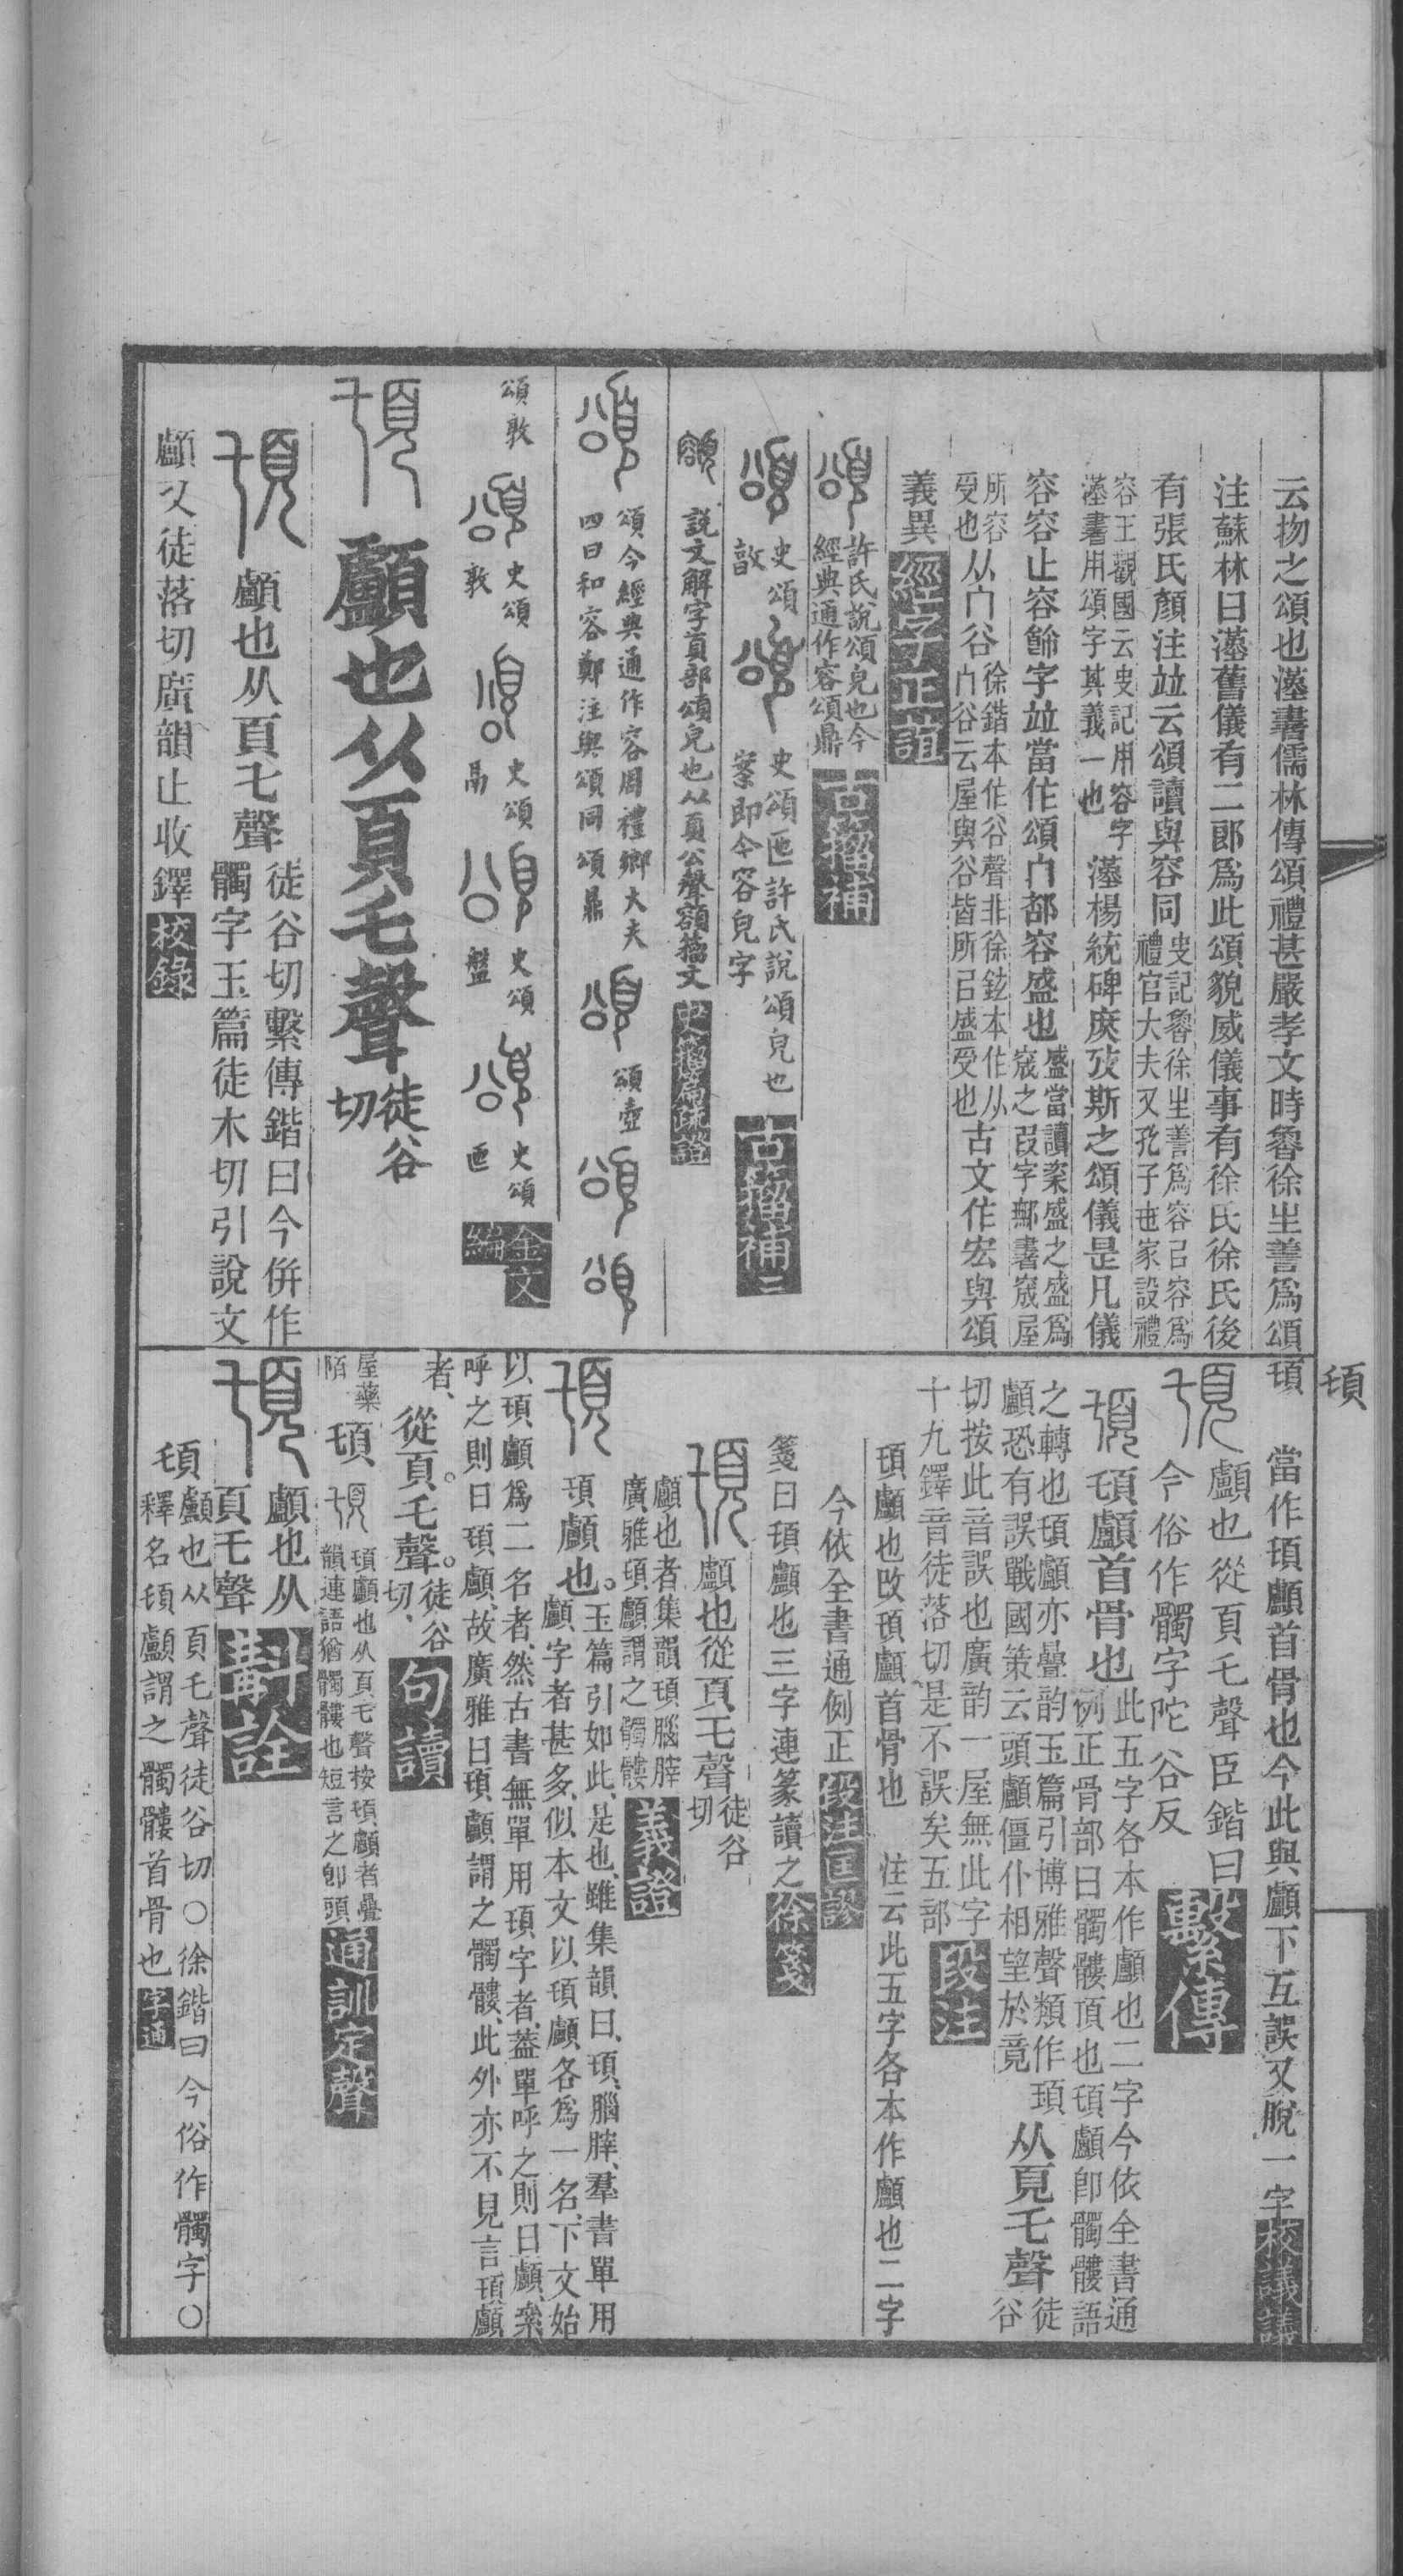 云扬之頌也漢書儒林傳頌禮甚嚴孝文時魯徐生善爲頌
注蘇林曰漢舊儀有二郎爲此頌貌威儀事有徐氏徐氏後
有張氏顏注竝云頌讀與容同
史記魯徐生善爲容㠯容爲
禮官大夫又孔子世家設禮
容王觀國云史記用容字
漢書用頌字其義一也
漢楊統碑庶㳄斯之頌儀是凡儀
容容止容飾字竝當作頌宀部容盛也
盛當讀粢盛之盛爲
宬之叚字鄦書宬屋
所容
受也
从宀谷
徐鍇本作谷聲非徐鉉本作从
宀谷云屋與谷皆所㠯盛受也
古文作宏與頌
義異
經字正誼
許氏說頌皃也今
經典通作容頌鼎
古籀補
史頌
敦
史頌匜許氏說頌皃也
案即今容皃字
古籀補二
說文解字頁部頌皃也从頁公聲額籀文
史籀篇疏證
頌今經典通作容周禮鄉大夫
四曰和容鄭注與頌同頌鼎
頌壺
頌敦
史頌
敦
史頌
鬲
史頌
盤
史頌
匜
金文
編
顱也从頁乇聲
徒谷
切
顱也从頁乇聲
徒谷切繫傳鍇曰今併作
髑字玉篇徒木切引說文
顱又徒落切廣韻止收鐸
校錄
頊
頊
當作頊顱首骨也今此與顱下互誤又脫一字
校議議
顱也從頁乇聲臣鍇曰
今俗作髑字陀谷反
繫傳
頊顱首骨也
此五字各本作顱也二字今依全書通
例正骨部曰髑髏頂也頊顱卽髑髏語
之轉也頊顱亦曡韵玉篇引博雅聲類作頊
顱恐有誤戰國策云頭顱僵仆相望於竟
从頁乇聲
徒
谷
切按此音誤也廣韵一屋無此字
十九鐸音徒落切是不誤矣五部
段注
頊顱也改頊顱首骨也
注云此五字各本作顱也二字
今依全書通例正
段注匡謬
箋曰頊顱也三字連篆讀之
徐箋
顱也從頁乇聲
徒谷
切
顱也者集韻頊腦膟
廣雅頊顱謂之髑髏
義證
頊顱也。
玉篇引如此、是也、雖集韻曰、頊、腦膟、羣書單用
顱字者甚多、似本文以頊顱各爲一名、下文始
以、頊顱爲二名者、然古書無單用頊字者、葢單呼之則曰顱、絫
呼之則曰頊顱、故廣雅曰頊顱謂之髑髏、此外亦不見言頊顱
者、
從頁。乇聲。
徒谷
切、
句讀
屋藥
陌
頊
頊顱也从頁乇聲按頊顱者曡
韻連語猶髑髏也短言之卽頭
通訓定聲
顱也从
頁乇聲
斠詮
頊
顱也从頁乇聲徒谷切○徐鍇曰今俗作髑字○
釋名頊顱謂之髑髏首骨也
字通